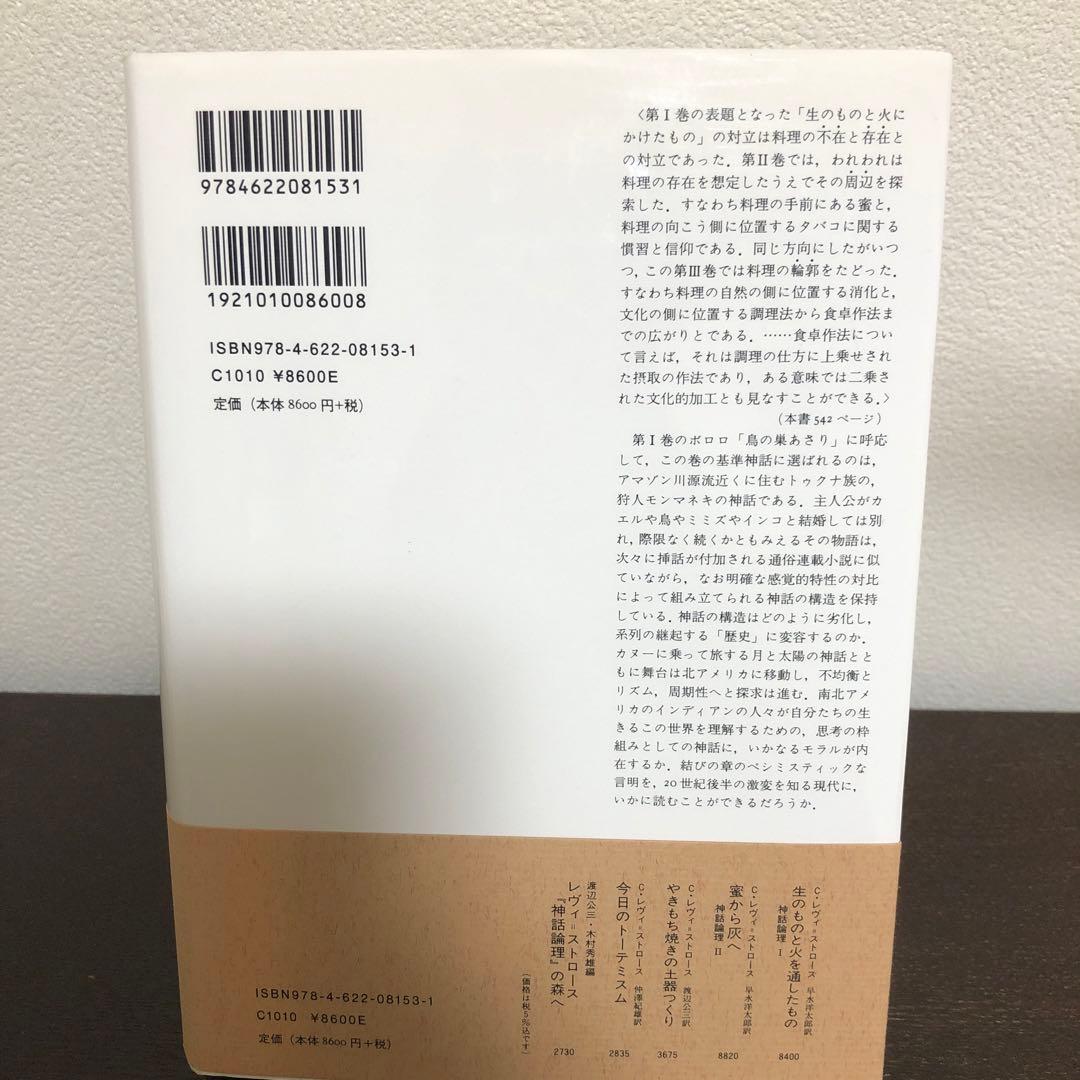 9784622081531
1921010086008
ISBN978-4-622-08153-1
C1010 ¥8600E
定価（本体8600円+税）
〈第Ⅰ巻の表題となった「生のものと火に
かけたもの」の対立は料理の不在と存在と
の対立であった．第Ⅱ巻では，われわれは
料理の存在を想定したうえでその周辺を探
索した．すなわち料理の手前にある蜜と，
料理の向こう側に位置するタバコに関する
慣習と信仰である．同じ方向にしたがいつ
つ，この第Ⅲ巻では料理の輪郭をたどった．
すなわち料理の自然の側に位置する消化と，
文化の側に位置する調理法から食卓作法ま
での広がりとである．……食卓作法につい
て言えば，それは調理の仕方に上乗せされ
た摂取の作法であり，ある意味では二乗さ
れた文化的加工とも見なすことができる．〉
（本書542ページ）
第Ⅰ巻のボロロ「鳥の巣あさり」に呼応
して，この巻の基準神話に選ばれるのは，
アマゾン川源流近くに住むトゥクナ族の，
狩人モンマネキの神話である．主人公がカ
エルや鳥やミミズやインコと結婚しては別
れ，際限なく続くかともみえるその物語は，
次々に挿話が付加される通俗連載小説に似
ていながら，なお明確な感覚的特性の対比
によって組み立てられる神話の構造を保持
している．神話の構造はどのように劣化し，
系列の継起する「歴史」に変容するのか．
カヌーに乗って旅する月と太陽の神話とと
もに舞台は北アメリカに移動し，不均衡と
リズム，周期性へと探求は進む．南北アメ
リカのインディアンの人々が自分たちの生
きるこの世界を理解するための，思考の枠
組みとしての神話に，いかなるモラルが内
在するか．結びの章のペシミスティックな
言明を，20世紀後半の激変を知る現代に，
いかに読むことができるだろうか．
C・レヴィ＝ストロース 早水洋太郎訳
生のものと火を通したもの
神話論理 Ⅰ
8400
C・レヴィ＝ストロース 早水洋太郎訳
蜜から灰へ
神話論理 Ⅱ
8820
C・レヴィ＝ストロース 渡辺公三訳
やきもち焼きの土器つくり
3675
C・レヴィ＝ストロース 仲澤紀雄訳
今日のトーテミスム
2835
渡辺公三・木村秀雄編
レヴィ＝ストロース
『神話論理』の森へ
2730
（価格は税5％込です）
ISBN978-4-622-08153-1
C1010 ¥8600E
定価（本体8600円+税）